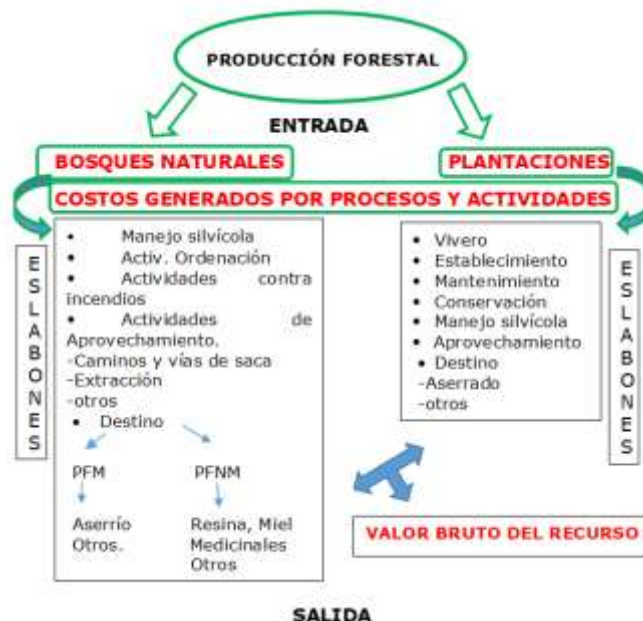 PRODUCCIÓN FORESTAL
ENTRADA
BOSQUES NATURALES
PLANTACIONES
COSTOS GENERADOS POR PROCESOS Y ACTIVIDADES
ESLABONES
• Manejo silvícola
• Activ. Ordenación
• Actividades contra
incendios
• Actividades de
Aprovechamiento.
-Caminos y vías de saca
-Extracción
-otros
• Destino
PFM PFNM
Aserrío
Otros.
Resina, Miel
Medicinales
Otros
• Vivero
• Establecimiento
• Mantenimiento
• Conservación
• Manejo silvícola
• Aprovechamiento
• Destino
-Aserrado
-otros
ESLABONES
VALOR BRUTO DEL RECURSO
SALIDA